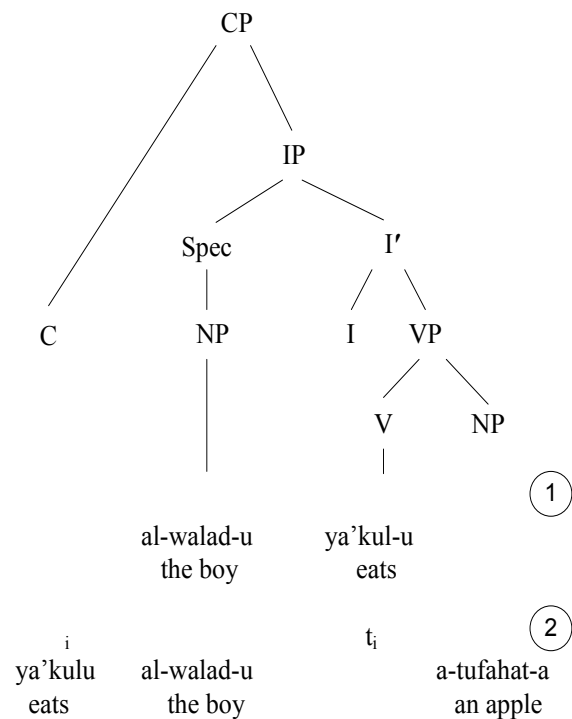 CP
IP
Spec I′
C NP I VP
V NP
1
al-walad-u ya’kul-u
the boy eats
i tᵢ 2
ya’kulu al-walad-u a-tufahat-a
eats the boy an apple